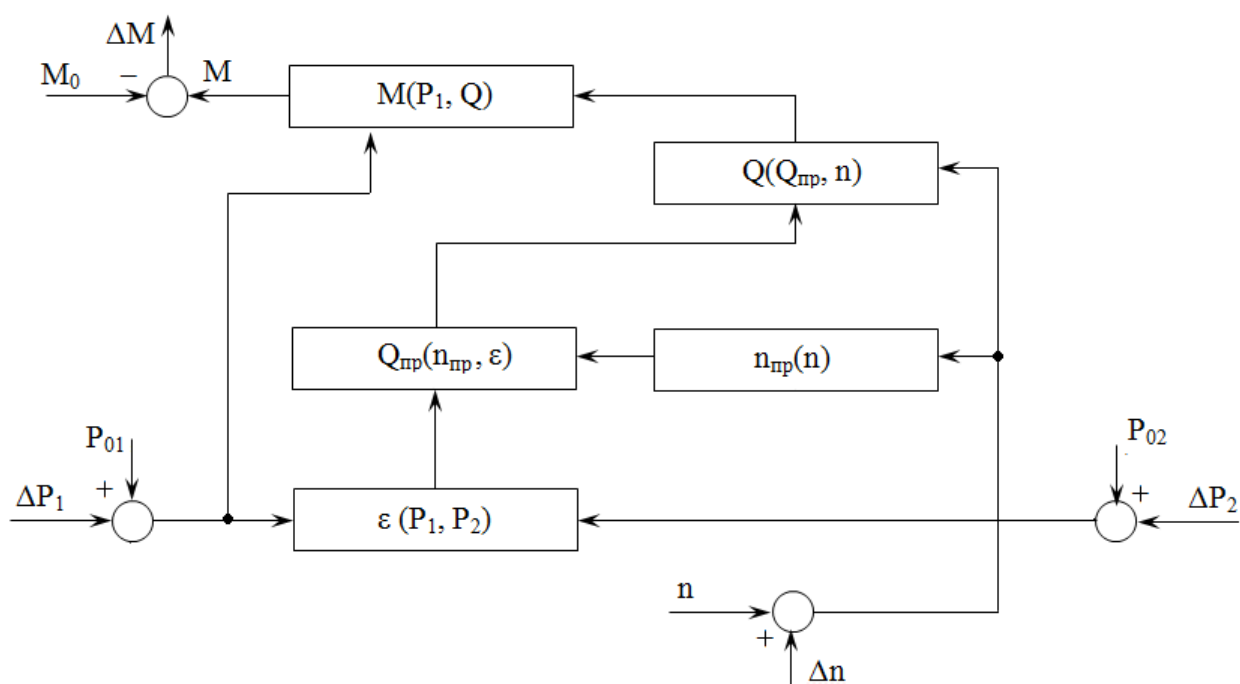 ΔM
M₀
−
M
M(P₁, Q)
Q(Qпр, n)
Qпр(nпр, ε)
nпр(n)
P₀₁
P₀₂
ΔP₁
+
ε (P₁, P₂)
+
ΔP₂
n
+
Δn